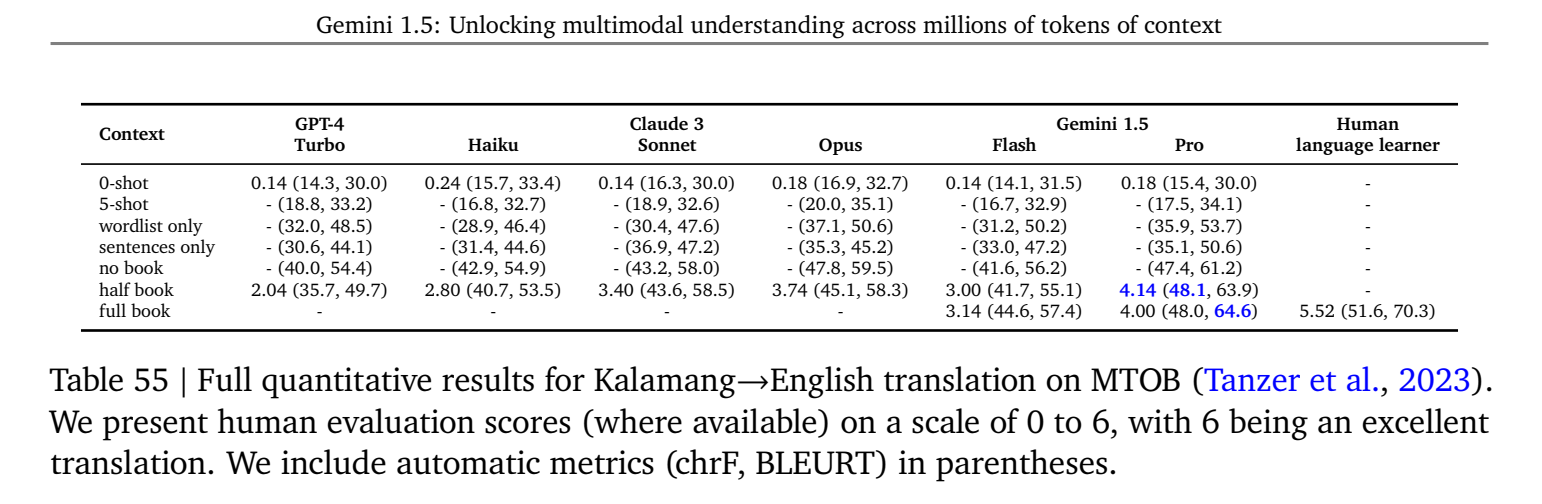 Gemini 1.5: Unlocking multimodal understanding across millions of tokens of context
Context GPT-4 Turbo Claude 3 Haiku Sonnet Opus Gemini 1.5 Flash Pro Human language learner
0-shot 0.14 (14.3, 30.0) 0.24 (15.7, 33.4) 0.14 (16.3, 30.0) 0.18 (16.9, 32.7) 0.14 (14.1, 31.5) 0.18 (15.4, 30.0) -
5-shot - (18.8, 33.2) - (16.8, 32.7) - (18.9, 32.6) - (20.0, 35.1) - (16.7, 32.9) - (17.5, 34.1) -
wordlist only - (32.0, 48.5) - (28.9, 46.4) - (30.4, 47.6) - (37.1, 50.6) - (31.2, 50.2) - (35.9, 53.7) -
sentences only - (30.6, 44.1) - (31.4, 44.6) - (36.9, 47.2) - (35.3, 45.2) - (33.0, 47.2) - (35.1, 50.6) -
no book - (40.0, 54.4) - (42.9, 54.9) - (43.2, 58.0) - (47.8, 59.5) - (41.6, 56.2) - (47.4, 61.2) -
half book 2.04 (35.7, 49.7) 2.80 (40.7, 53.5) 3.40 (43.6, 58.5) 3.74 (45.1, 58.3) 3.00 (41.7, 55.1) 4.14 (48.1, 63.9) -
full book - - - - 3.14 (44.6, 57.4) 4.00 (48.0, 64.6) 5.52 (51.6, 70.3)
Table 55 | Full quantitative results for Kalamang→English translation on MTOB (Tanzer et al., 2023).
We present human evaluation scores (where available) on a scale of 0 to 6, with 6 being an excellent
translation. We include automatic metrics (chrF, BLEURT) in parentheses.